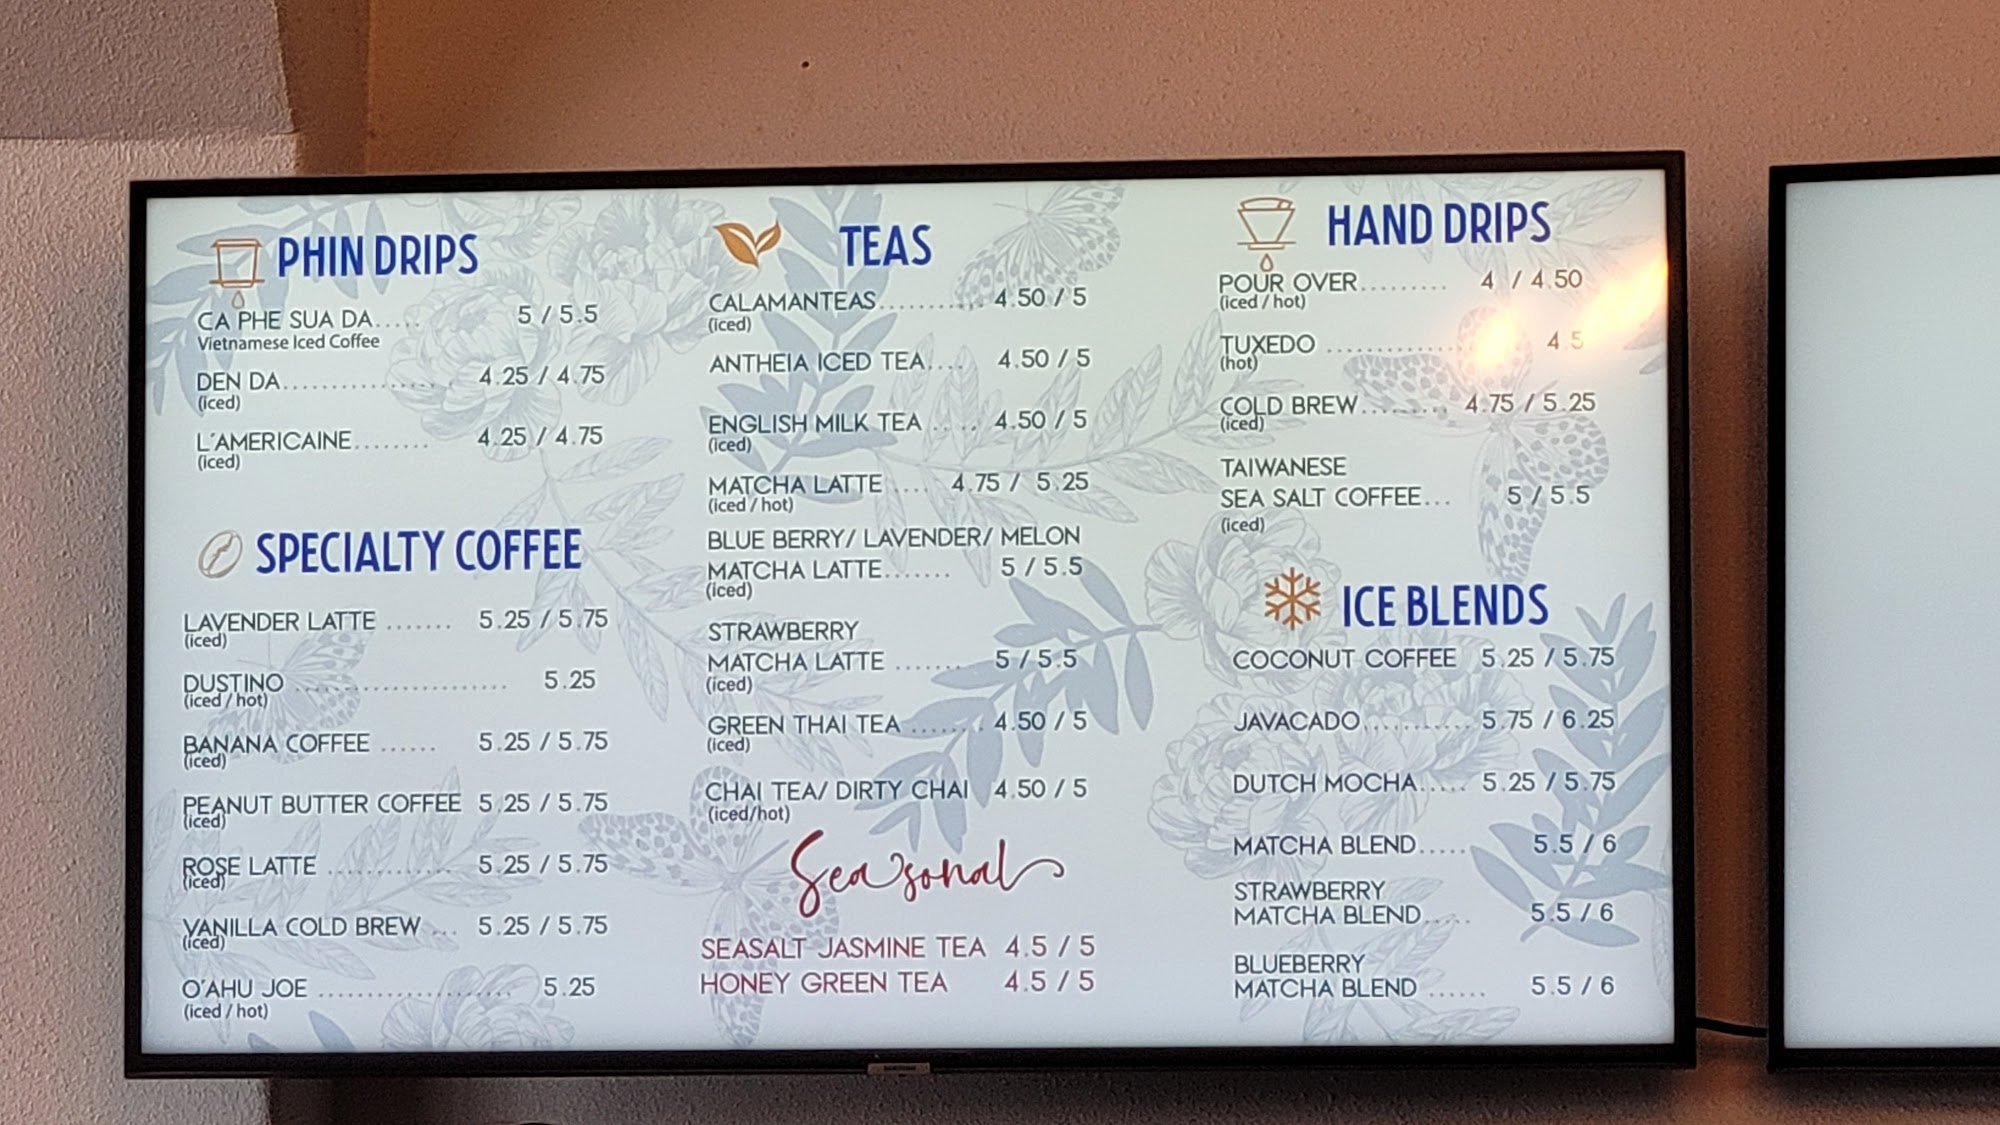 PHIN DRIPS
CA PHE SUA DA..... 5 / 5.5
Vietnamese Iced Coffee
DEN DA.................... 4.25 / 4.75
(iced)
L'AMERICAINE........ 4.25 / 4.75
(iced)
SPECIALTY COFFEE
LAVENDER LATTE ....... 5.25 / 5.75
(iced)
DUSTINO ...................... 5.25
(iced / hot)
BANANA COFFEE ...... 5.25 / 5.75
(iced)
PEANUT BUTTER COFFEE 5.25 / 5.75
(iced)
ROSE LATTE ............. 5.25 / 5.75
(iced)
VANILLA COLD BREW ... 5.25 / 5.75
(iced)
O'AHU JOE .................... 5.25
(iced / hot)
TEAS
CALAMANTEAS........... 4.50 / 5
(iced)
ANTHEIA ICED TEA.... 4.50 / 5
ENGLISH MILK TEA ..... 4.50 / 5
(iced)
MATCHA LATTE .... 4.75 / 5.25
(iced / hot)
BLUE BERRY/ LAVENDER/ MELON
MATCHA LATTE....... 5 / 5.5
(iced)
STRAWBERRY
MATCHA LATTE ....... 5 / 5.5
(iced)
GREEN THAI TEA ........ 4.50 / 5
(iced)
CHAI TEA/ DIRTY CHAI 4.50 / 5
(iced/hot)
Seasonal
SEASALT JASMINE TEA 4.5 / 5
HONEY GREEN TEA 4.5 / 5
HAND DRIPS
POUR OVER......... 4 / 4.50
(iced / hot)
TUXEDO ............. 4.5
(hot)
COLD BREW......... 4.75 / 5.25
(iced)
TAIWANESE
SEA SALT COFFEE... 5 / 5.5
(iced)
ICE BLENDS
COCONUT COFFEE 5.25 / 5.75
JAVACADO........... 5.75 / 6.25
DUTCH MOCHA..... 5.25 / 5.75
MATCHA BLEND..... 5.5 / 6
STRAWBERRY
MATCHA BLEND..... 5.5 / 6
BLUEBERRY
MATCHA BLEND ...... 5.5 / 6